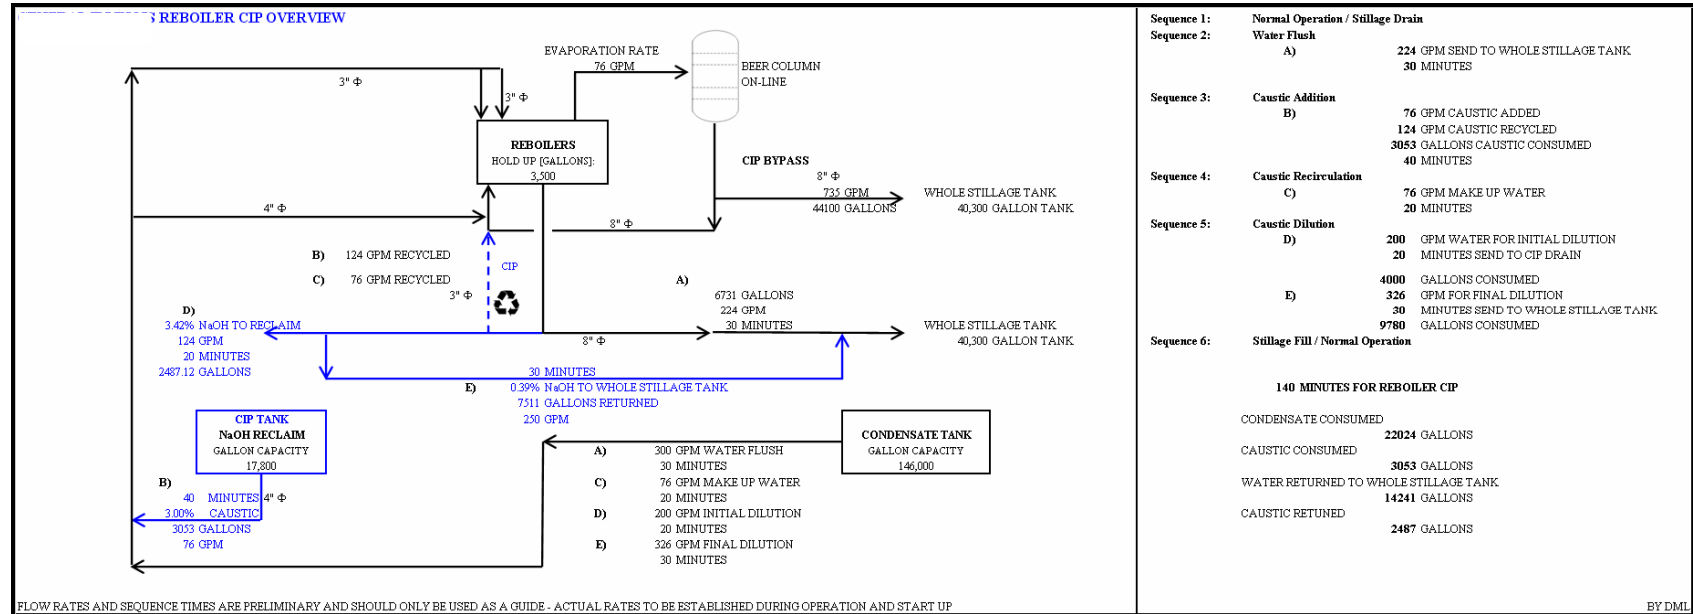 REBOILER CIP OVERVIEW
EVAPORATION RATE
76 GPM
BEER COLUMN
ON-LINE
3" Φ
3" Φ
REBOILERS
HOLD UP [GALLONS]:
3,500
CIP BYPASS
8" Φ
735 GPM
44100 GALLONS
WHOLE STILLAGE TANK
40,300 GALLON TANK
4" Φ
8" Φ
B) 124 GPM RECYCLED
C) 76 GPM RECYCLED
CIP
3" Φ
A)
6731 GALLONS
224 GPM
30 MINUTES
D)
3.42% NaOH TO RECLAIM
124 GPM
20 MINUTES
2487.12 GALLONS
8" Φ
WHOLE STILLAGE TANK
40,300 GALLON TANK
30 MINUTES
E) 0.39% NaOH TO WHOLE STILLAGE TANK
7511 GALLONS RETURNED
250 GPM
CIP TANK
NaOH RECLAIM
GALLON CAPACITY
17,800
CONDENSATE TANK
GALLON CAPACITY
146,000
B)
40 MINUTES 4" Φ
3.00% CAUSTIC
3053 GALLONS
76 GPM
A) 300 GPM WATER FLUSH
30 MINUTES
C) 76 GPM MAKE UP WATER
20 MINUTES
D) 200 GPM INITIAL DILUTION
20 MINUTES
E) 326 GPM FINAL DILUTION
30 MINUTES
FLOW RATES AND SEQUENCE TIMES ARE PRELIMINARY AND SHOULD ONLY BE USED AS A GUIDE - ACTUAL RATES TO BE ESTABLISHED DURING OPERATION AND START UP
Sequence 1: Normal Operation / Stillage Drain
Sequence 2: Water Flush
A) 224 GPM SEND TO WHOLE STILLAGE TANK
30 MINUTES
Sequence 3: Caustic Addition
B) 76 GPM CAUSTIC ADDED
124 GPM CAUSTIC RECYCLED
3053 GALLONS CAUSTIC CONSUMED
40 MINUTES
Sequence 4: Caustic Recirculation
C) 76 GPM MAKE UP WATER
20 MINUTES
Sequence 5: Caustic Dilution
D) 200 GPM WATER FOR INITIAL DILUTION
20 MINUTES SEND TO CIP DRAIN
4000 GALLONS CONSUMED
E) 326 GPM FOR FINAL DILUTION
30 MINUTES SEND TO WHOLE STILLAGE TANK
9780 GALLONS CONSUMED
Sequence 6: Stillage Fill / Normal Operation
140 MINUTES FOR REBOILER CIP
CONDENSATE CONSUMED
22024 GALLONS
CAUSTIC CONSUMED
3053 GALLONS
WATER RETURNED TO WHOLE STILLAGE TANK
14241 GALLONS
CAUSTIC RETUNED
2487 GALLONS
BY DML